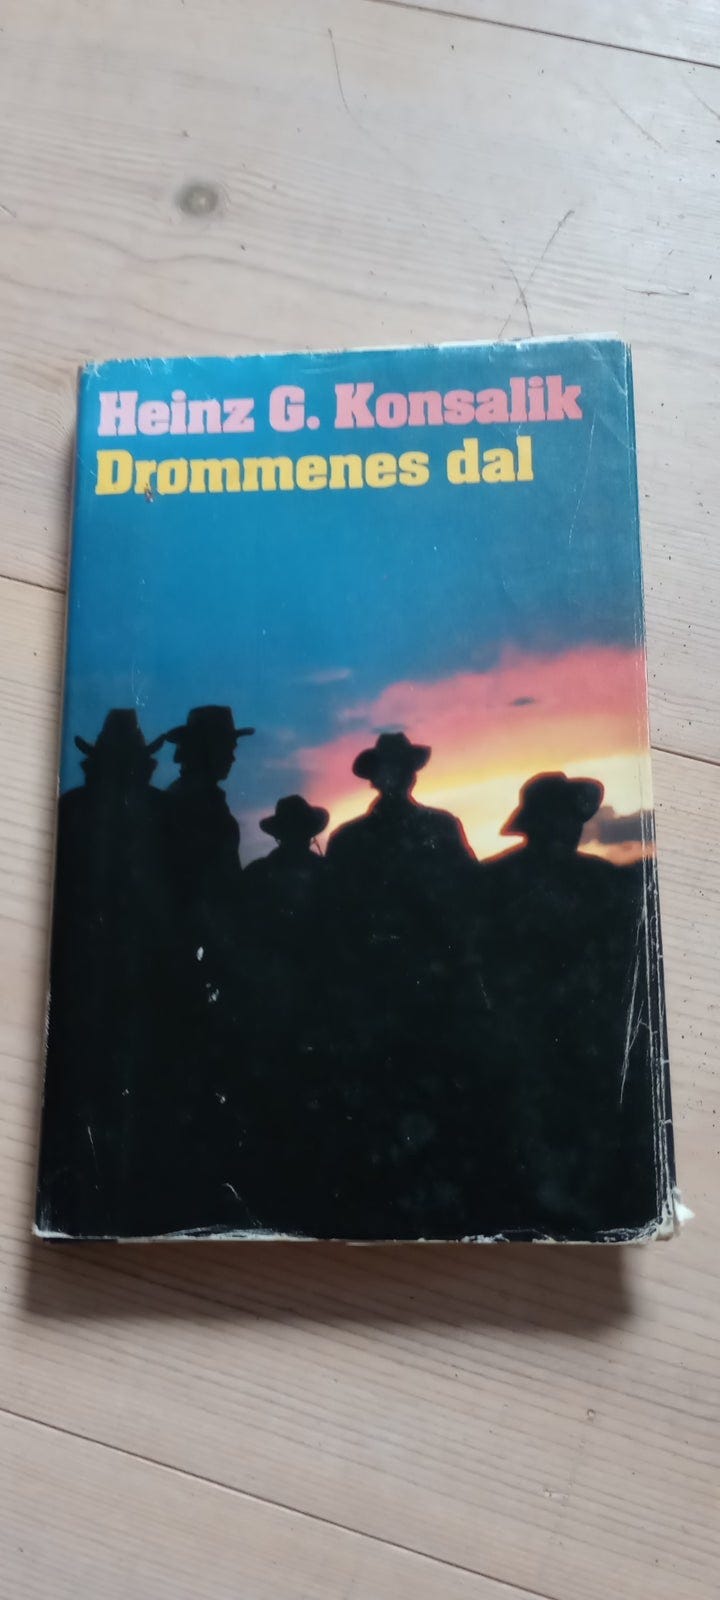 Heinz G. Konsalik
Drømmenes dal